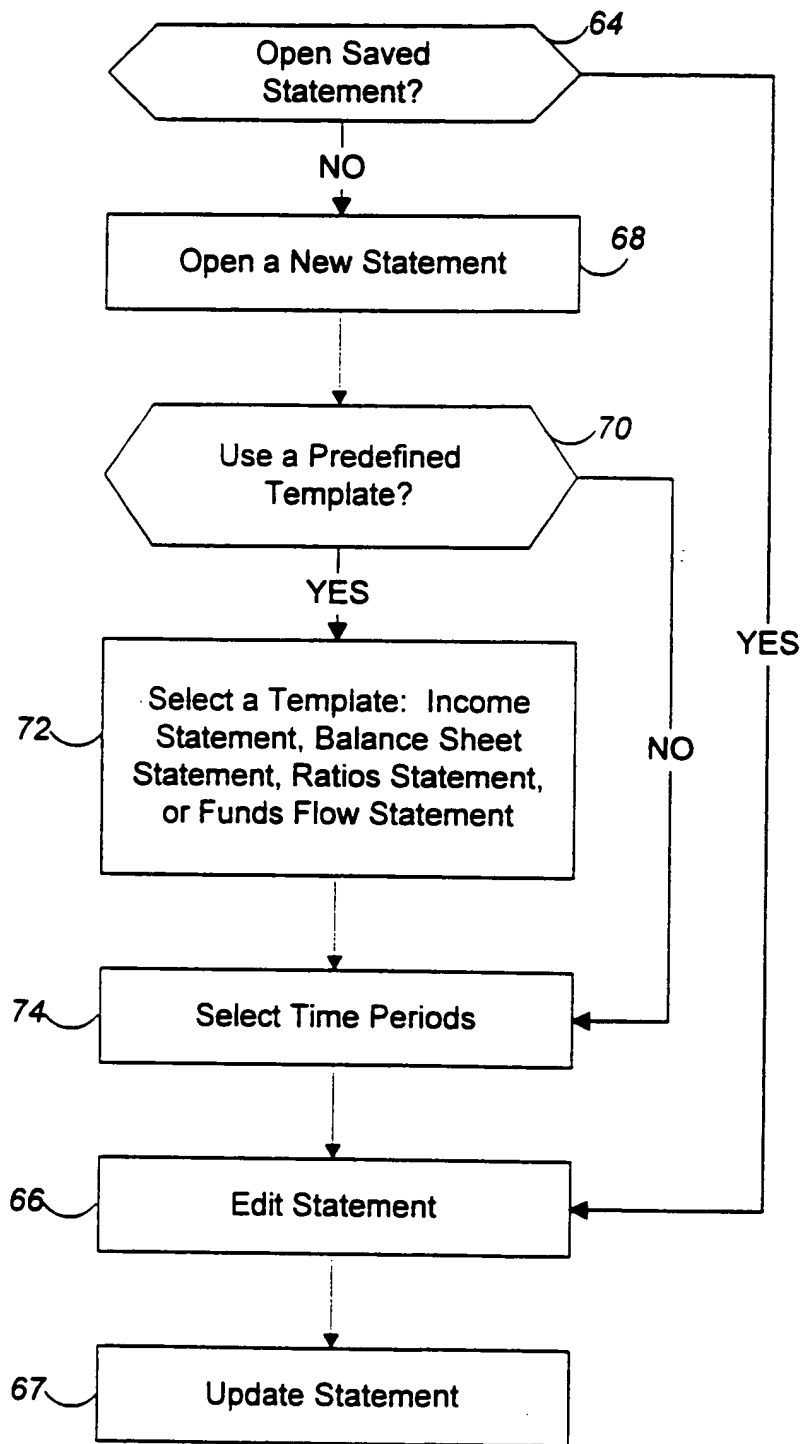 64
Open Saved
Statement?
NO
Open a New Statement
68
70
Use a Predefined
Template?
YES
YES
72
Select a Template: Income
Statement, Balance Sheet
Statement, Ratios Statement,
or Funds Flow Statement
NO
74
Select Time Periods
66
Edit Statement
67
Update Statement